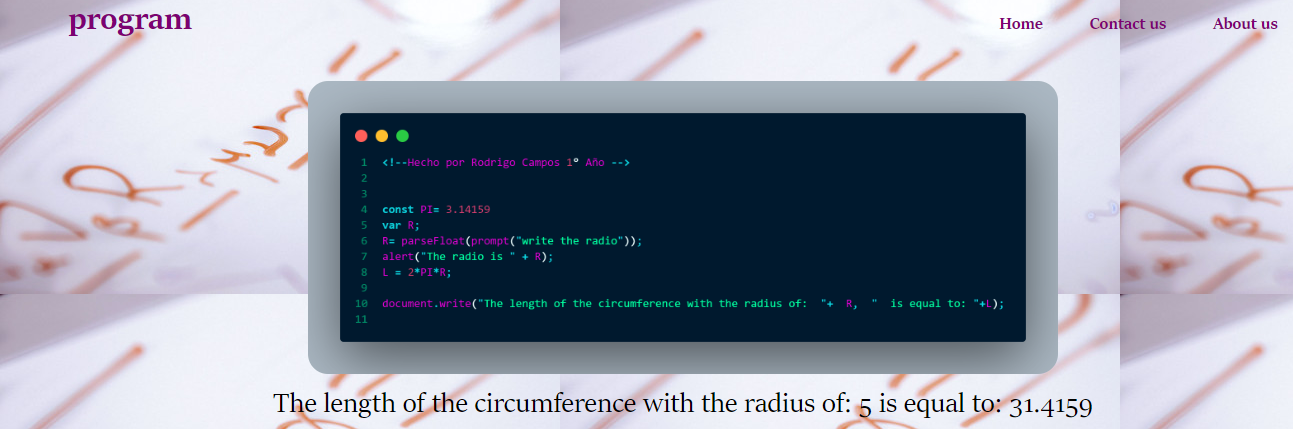 program
Home Contact us About us
1 <!--Hecho por Rodrigo Campos 1° Año -->
2
3
4 const PI= 3.14159
5 var R;
6 R= parseFloat(prompt("write the radio"));
7 alert("The radio is " + R);
8 L = 2*PI*R;
9
10 document.write("The length of the circumference with the radius of:  "+  R,  "  is equal to: "+L);
11
The length of the circumference with the radius of: 5 is equal to: 31.4159